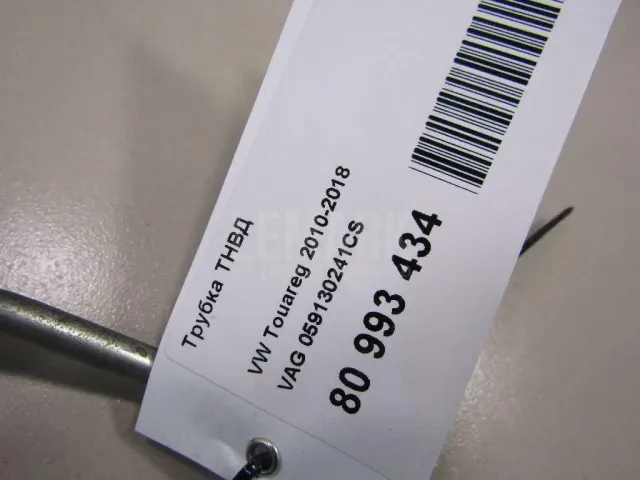 Трубка ТНВД
VW Touareg 2010-2018
VAG 059130241CS
80 993 434